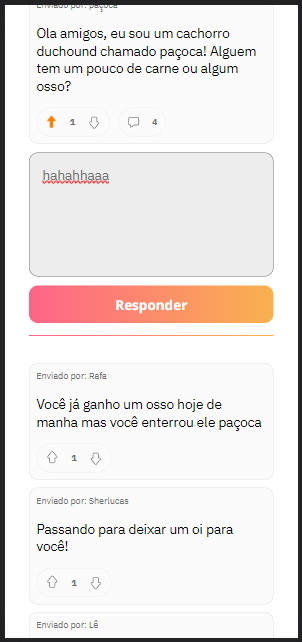 Enviado por: paçoca
Ola amigos, eu sou um cachorro
duchound chamado paçoca! Alguem
tem um pouco de carne ou algum
osso?
1 4
hahahhaaa
Responder
Enviado por: Rafa
Você já ganho um osso hoje de
manha mas você enterrou ele paçoca
1
Enviado por: Sherlucas
Passando para deixar um oi para
você!
1
Enviado por: Lê